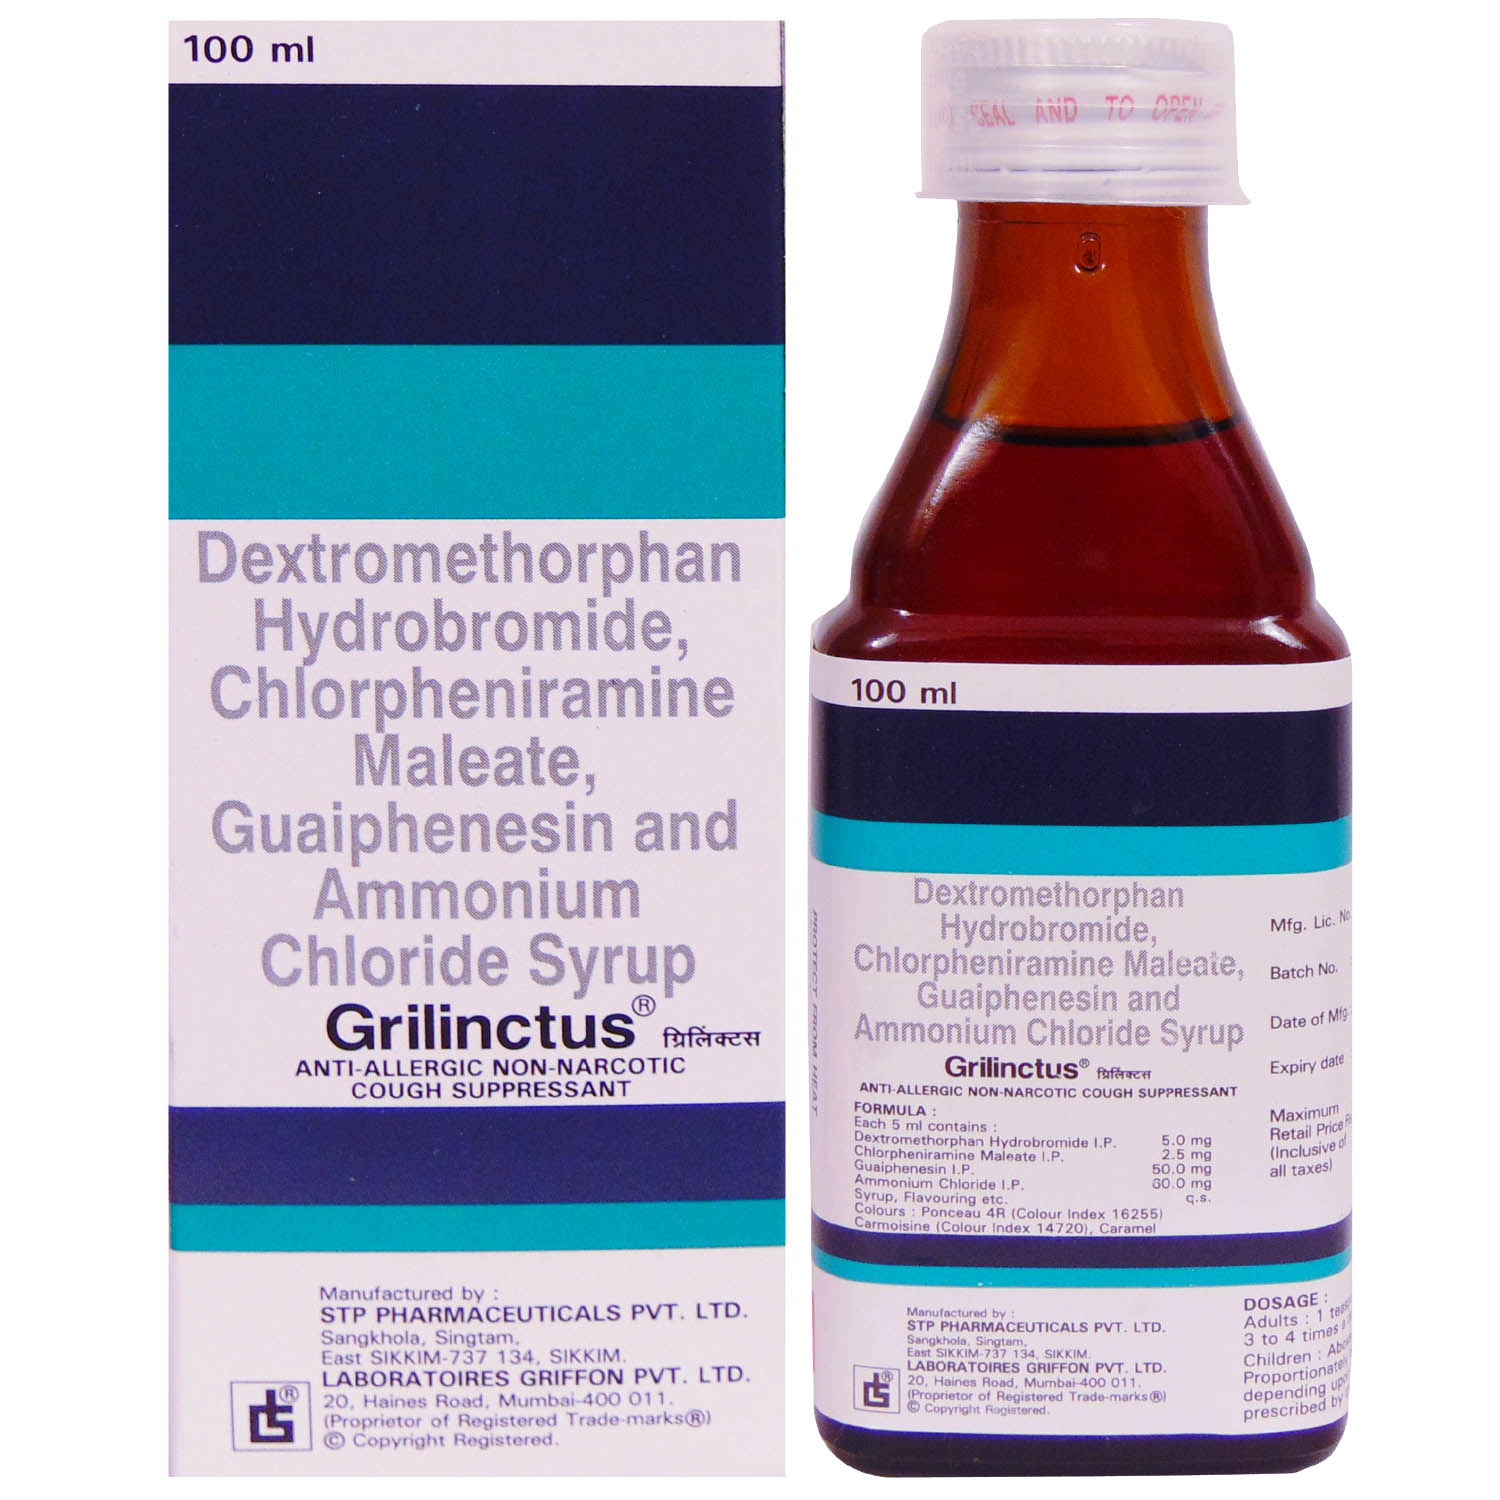 100 ml
Dextromethorphan
Hydrobromide,
Chlorpheniramine
Maleate,
Guaiphenesin and
Ammonium
Chloride Syrup
Grilinctus® ग्रिलिंक्टस
ANTI-ALLERGIC NON-NARCOTIC
COUGH SUPPRESSANT
Manufactured by :
STP PHARMACEUTICALS PVT. LTD.
Sangkhola, Singtam,
East SIKKIM-737 134, SIKKIM.
LABORATOIRES GRIFFON PVT. LTD.
20, Haines Road, Mumbai-400 011.
(Proprietor of Registered Trade-marks®)
© Copyright Registered.
®
SEAL AND TO OPEN
100 ml
Dextromethorphan
Hydrobromide,
Chlorpheniramine Maleate,
Guaiphenesin and
Ammonium Chloride Syrup
Grilinctus® ग्रिलिंक्टस
ANTI-ALLERGIC NON-NARCOTIC COUGH SUPPRESSANT
FORMULA :
Each 5 ml contains :
Dextromethorphan Hydrobromide I.P. 5.0 mg
Chlorpheniramine Maleate I.P. 2.5 mg
Guaiphenesin I.P. 50.0 mg
Ammonium Chloride I.P. 60.0 mg
Syrup, Flavouring etc. q.s.
Colours : Ponceau 4R (Colour Index 16255)
Carmoisine (Colour Index 14720), Caramel
PROTECT FROM HEAT
Mfg. Lic. No.
Batch No. :
Date of Mfg.:
Expiry date :
Maximum
Retail Price
(Inclusive of
all taxes)
Manufactured by :
STP PHARMACEUTICALS PVT. LTD.
Sangkhola, Singtam,
East SIKKIM-737 134, SIKKIM.
LABORATOIRES GRIFFON PVT. LTD.
20, Haines Road, Mumbai-400 011.
(Proprietor of Registered Trade-marks®)
© Copyright Registered.
®
DOSAGE :
Adults : 1
3 to 4 times
Children :
Proportionate
depending
prescribed by